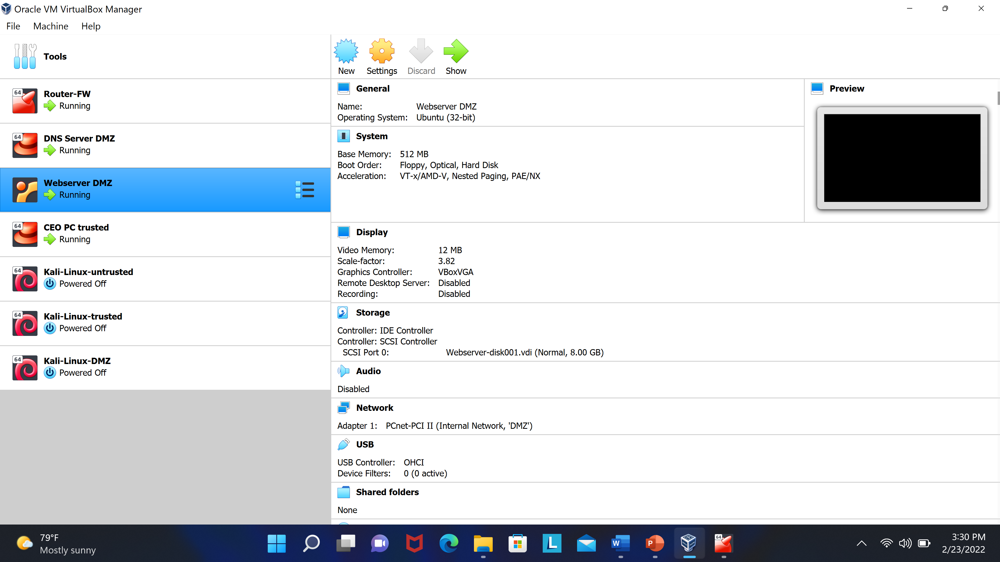 Oracle VM VirtualBox Manager
File Machine Help
Tools
New Settings Discard Show
64
Router-FW
Running
64
DNS Server DMZ
Running
Webserver DMZ
Running
64
CEO PC trusted
Running
64
Kali-Linux-untrusted
Powered Off
64
Kali-Linux-trusted
Powered Off
64
Kali-Linux-DMZ
Powered Off
General
Name: Webserver DMZ
Operating System: Ubuntu (32-bit)
Preview
System
Base Memory: 512 MB
Boot Order: Floppy, Optical, Hard Disk
Acceleration: VT-x/AMD-V, Nested Paging, PAE/NX
Display
Video Memory: 12 MB
Scale-factor: 3.82
Graphics Controller: VBoxVGA
Remote Desktop Server: Disabled
Recording: Disabled
Storage
Controller: IDE Controller
Controller: SCSI Controller
SCSI Port 0: Webserver-disk001.vdi (Normal, 8.00 GB)
Audio
Disabled
Network
Adapter 1: PCnet-PCI II (Internal Network, 'DMZ')
USB
USB Controller: OHCI
Device Filters: 0 (0 active)
Shared folders
None
79°F
Mostly sunny
L
W
P
64
3:30 PM
2/23/2022